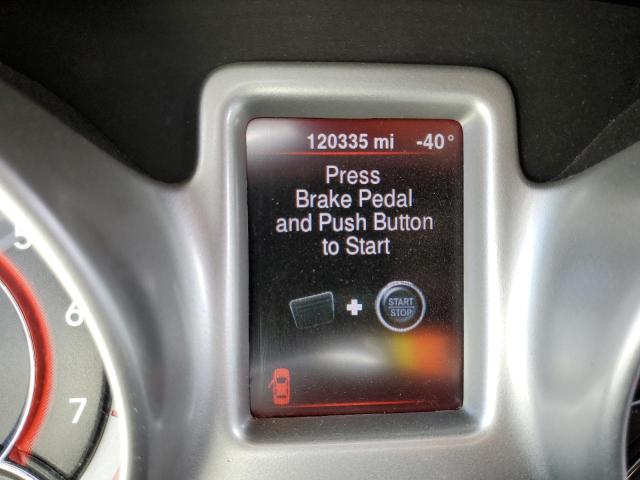 120335 mi -40°
Press
Brake Pedal
and Push Button
to Start
START
STOP
5
6
7